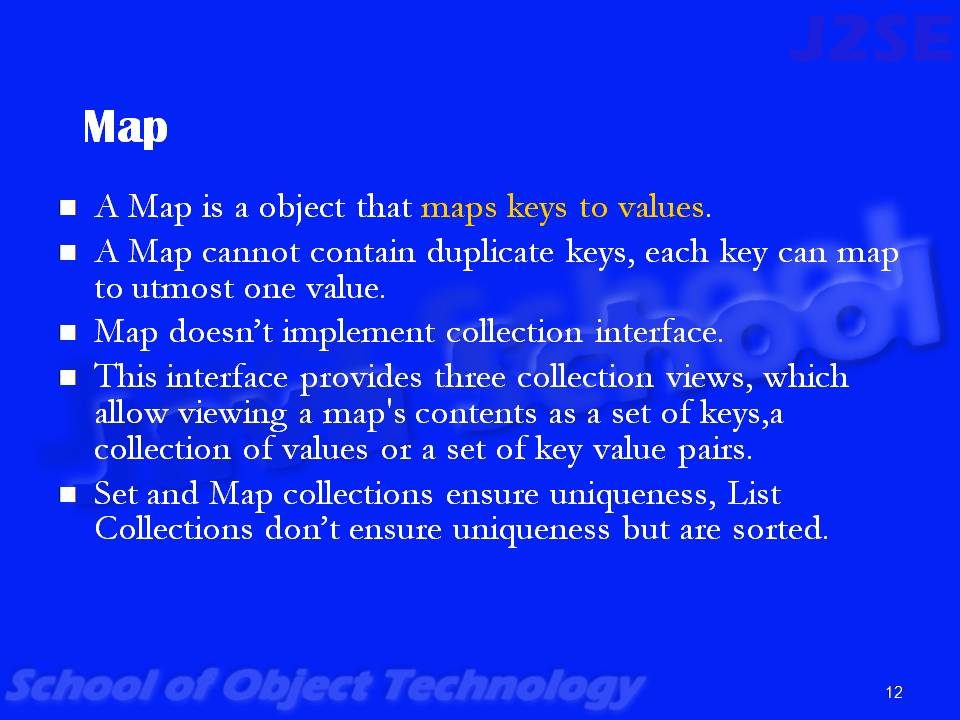 J2SE
Map
A Map is a object that maps keys to values.
A Map cannot contain duplicate keys, each key can map
to utmost one value.
Map doesn’t implement collection interface.
This interface provides three collection views, which
allow viewing a map's contents as a set of keys,a
collection of values or a set of key value pairs.
Set and Map collections ensure uniqueness, List
Collections don’t ensure uniqueness but are sorted.
School of Object Technology
12